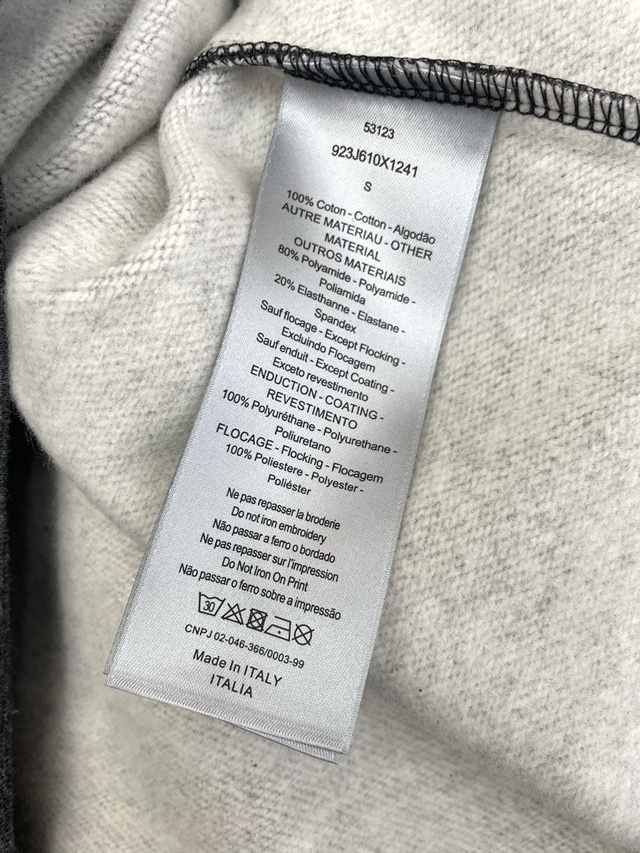 53123
923J610X1241
S
100% Coton - Cotton - Algodão
AUTRE MATERIAU - OTHER
MATERIAL
OUTROS MATERIAIS
80% Polyamide - Polyamide -
Poliamida
20% Elasthanne - Elastane -
Spandex
Sauf flocage - Except Flocking -
Excluindo Flocagem
Sauf enduit - Except Coating -
Exceto revestimento
ENDUCTION - COATING -
REVESTIMENTO
100% Polyuréthane - Polyurethane -
Poliuretano
FLOCAGE - Flocking - Flocagem
100% Poliestere - Polyester -
Poliéster
Ne pas repasser la broderie
Do not iron embroidery
Não passar a ferro o bordado
Ne pas repasser sur l'impression
Do Not Iron On Print
Não passar o ferro sobre a impressão
30
CNPJ 02-046-366/0003-99
Made In ITALY
ITALIA